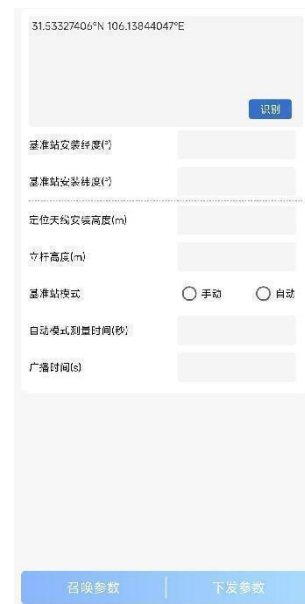 31.53327406°N 106.13844047°E
识别
基准站安装经度(°)
基准站安装纬度(°)
定位天线安装高度(m)
立杆高度(m)
基准站模式 手动 自动
自动模式测量时间(秒)
广播时间(s)
召唤参数 下发参数